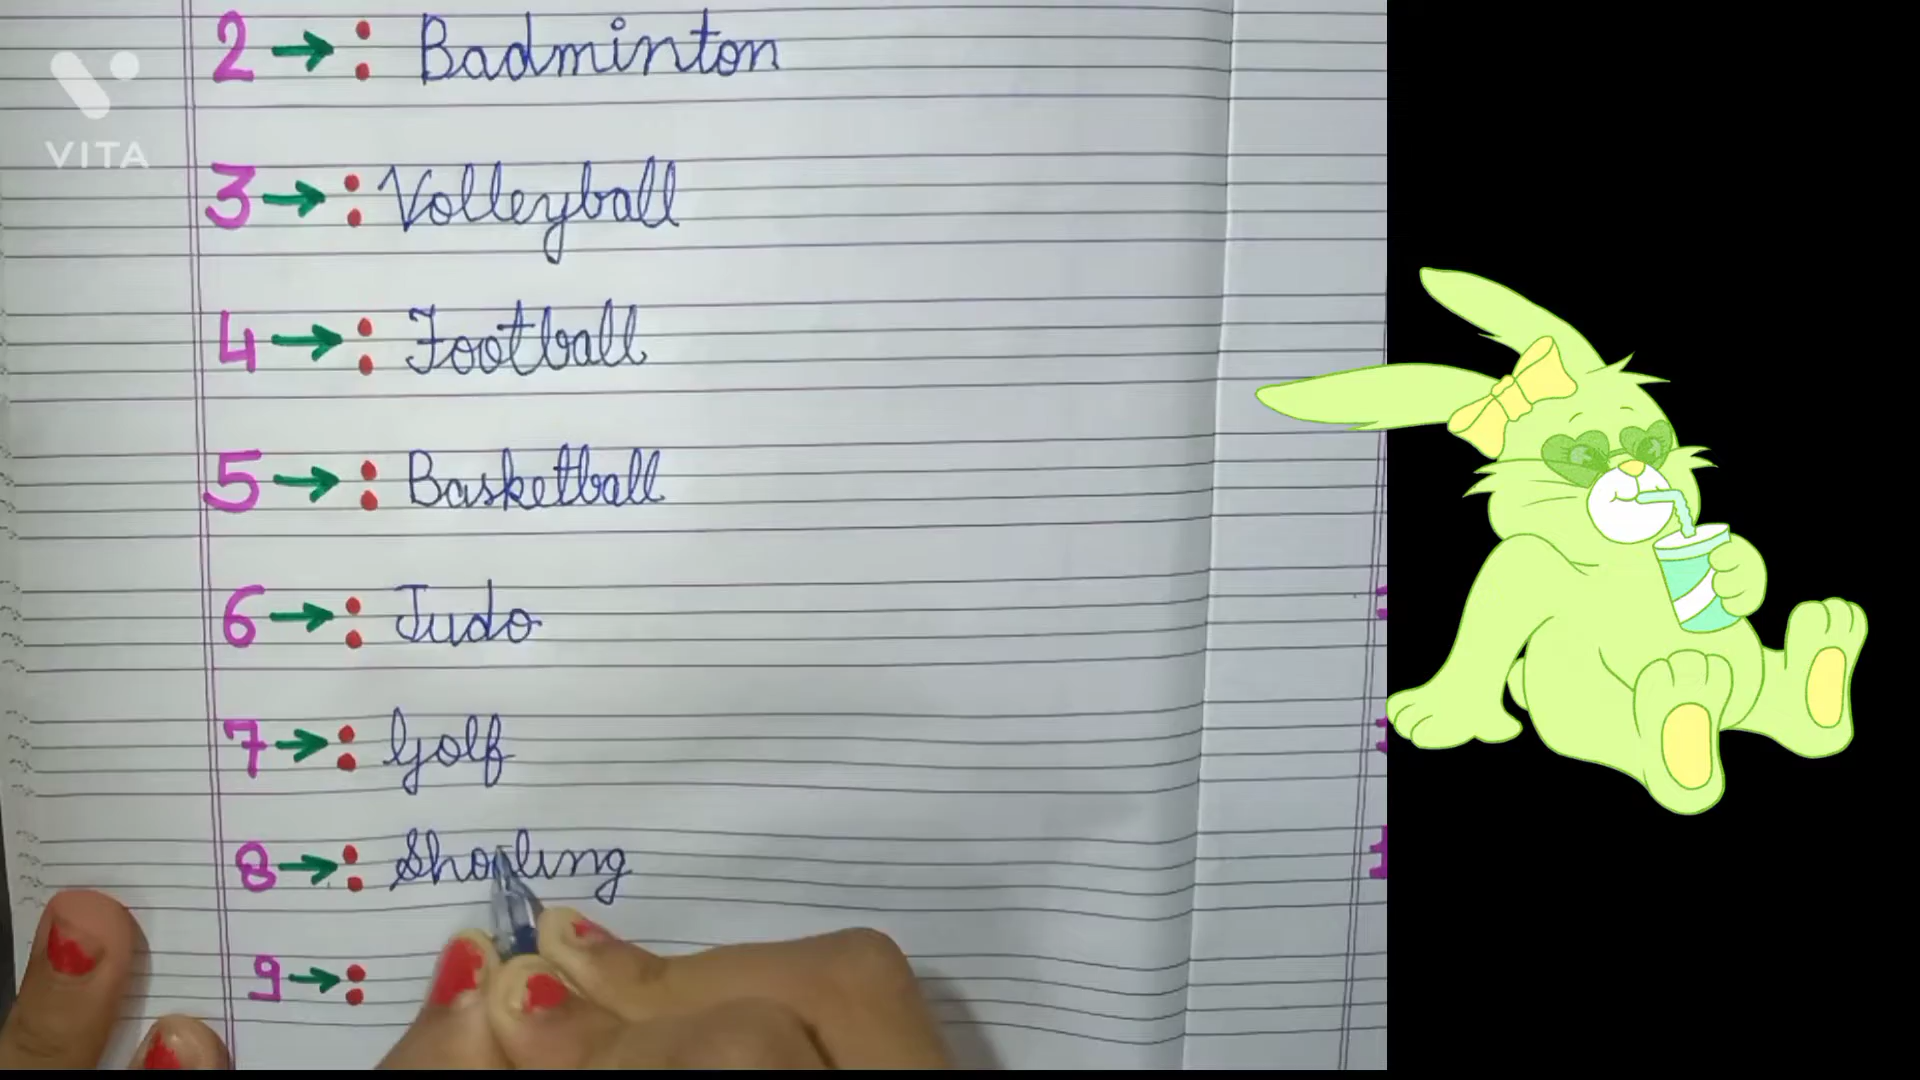 2 → : Badminton
VITA
3 → : Volleyball
4 → : Football
5 → : Basketball
6 → : Judo
7 → : Golf
8 → : Shooting
9 → :